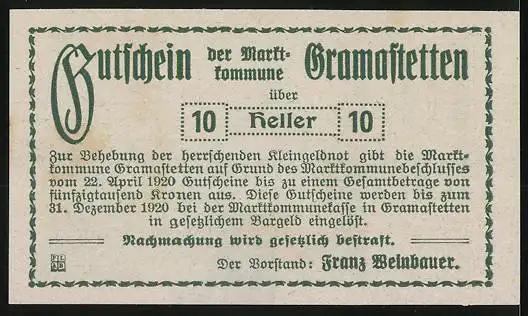 Gutschein der Markt-
kommune Gramastetten
über
10 Heller 10
Zur Behebung der herrschenden Kleingeldnot gibt die Markt-
kommune Gramastetten auf Grund des Marktkommunebeschlusses
vom 22. April 1920 Gutscheine bis zu einem Gesamtbetrage von
fünfzigtausend Kronen aus. Diese Gutscheine werden bis zum
31. Dezember 1920 bei der Marktkommunekasse in Gramastetten
in gesetzlichem Bargeld eingelöst.
Nachmachung wird gesetzlich bestraft.
Der Vorstand: Franz Weinbauer.